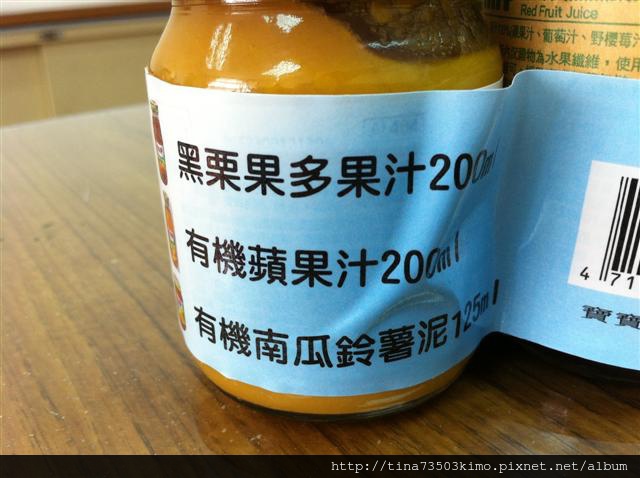 Red Fruit Juice
黑栗果多果汁200ml
有機蘋果汁200ml
有機南瓜鈴薯泥125ml
471
寶寶
http://tina73503kimo.pixnet.net/album